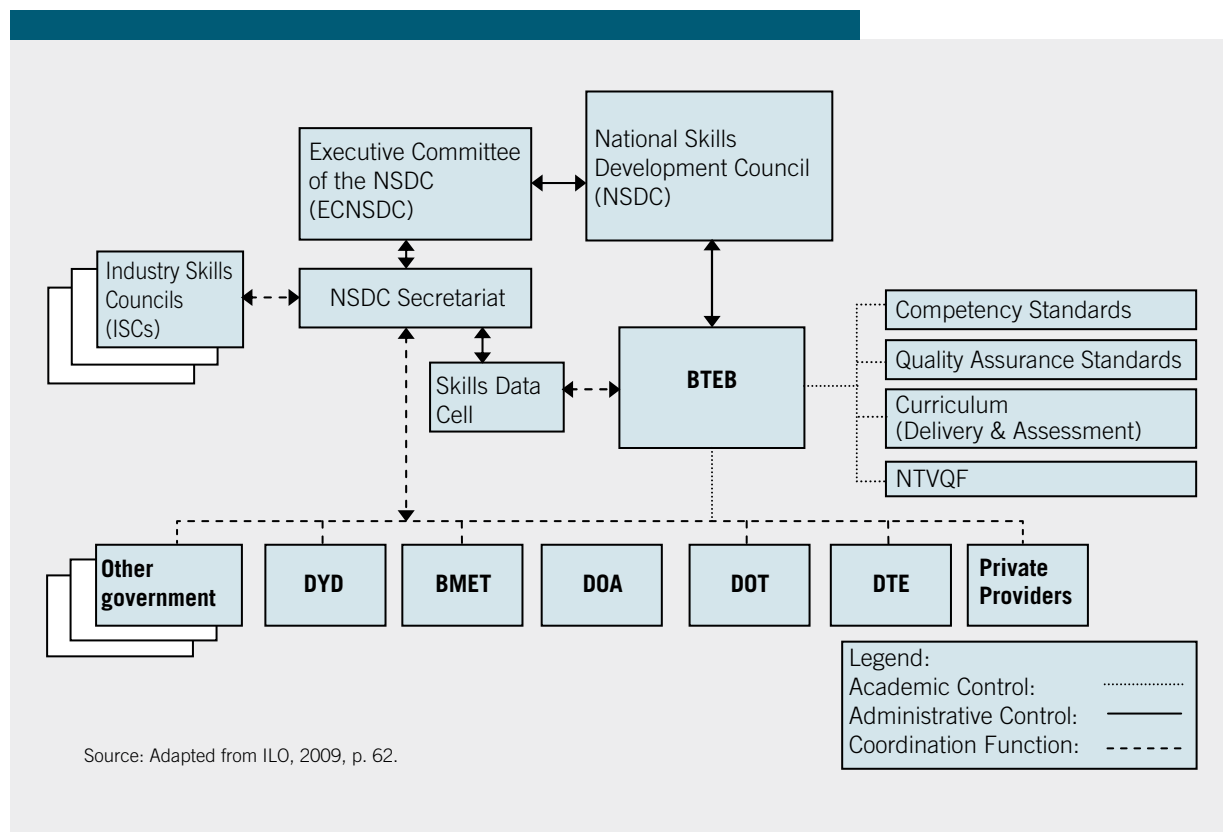 Executive Committee
of the NSDC
(ECNSDC)
National Skills
Development Council
(NSDC)
Industry Skills
Councils
(ISCs)
NSDC Secretariat
Skills Data
Cell
BTEB
Competency Standards
Quality Assurance Standards
Curriculum
(Delivery & Assessment)
NTVQF
Other
government
DYD
BMET
DOA
DOT
DTE
Private
Providers
Legend:
Academic Control:
Administrative Control:
Coordination Function:
Source: Adapted from ILO, 2009, p. 62.